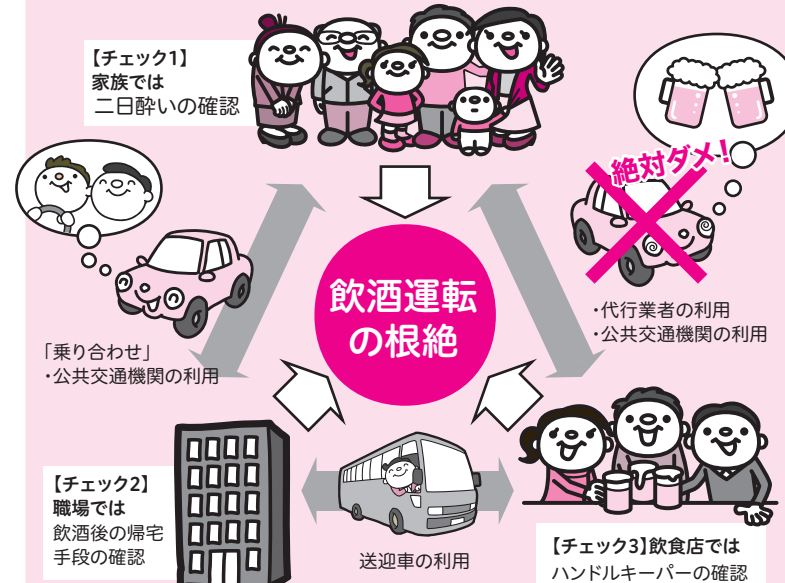 【チェック1】
家族では
二日酔いの確認
絶対ダメ!
飲酒運転
の根絶
・代行業者の利用
・公共交通機関の利用
「乗り合わせ」
・公共交通機関の利用
【チェック2】
職場では
飲酒後の帰宅
手段の確認
送迎車の利用
【チェック3】飲食店では
ハンドルキーパーの確認